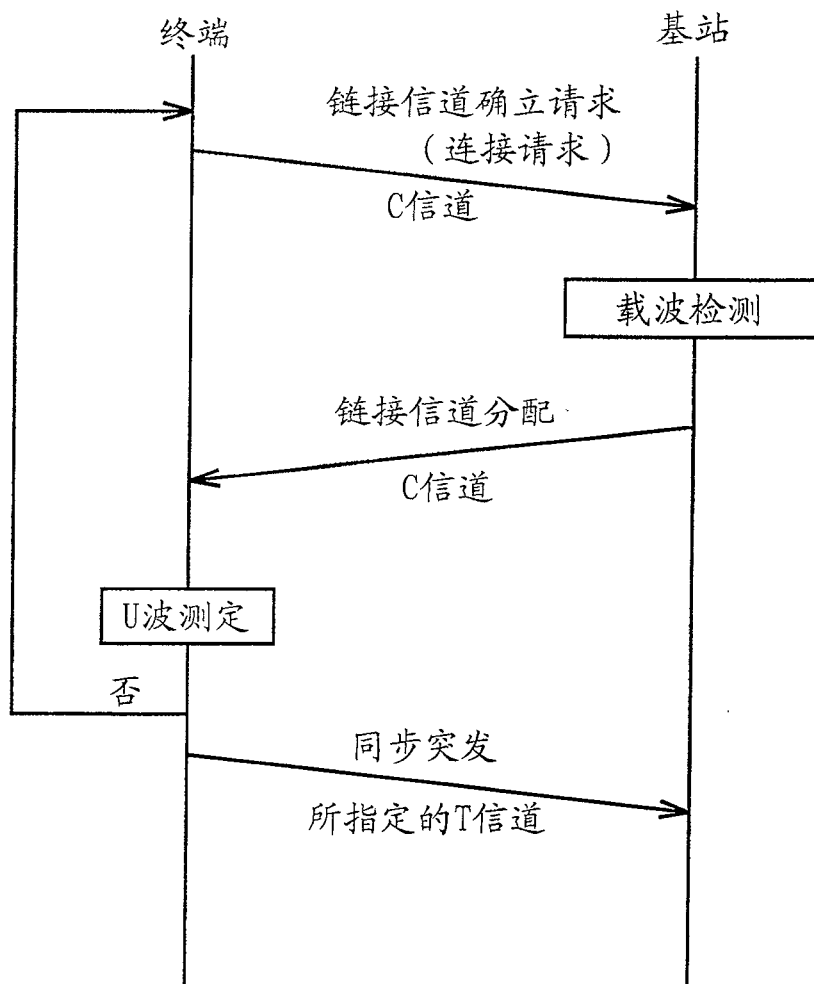 终端
基站
链接信道确立请求
(连接请求)
C信道
载波检测
链接信道分配
C信道
U波测定
否
同步突发
所指定的T信道